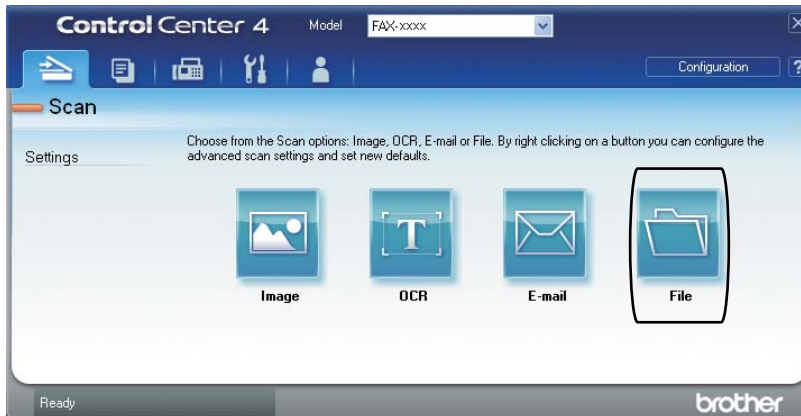 Control Center 4 Model FAX-xxxx
Configuration ?
Scan
Choose from the Scan options: Image, OCR, E-mail or File. By right clicking on a button you can configure the
advanced scan settings and set new defaults.
Settings
T
Image OCR E-mail File
Ready
brother